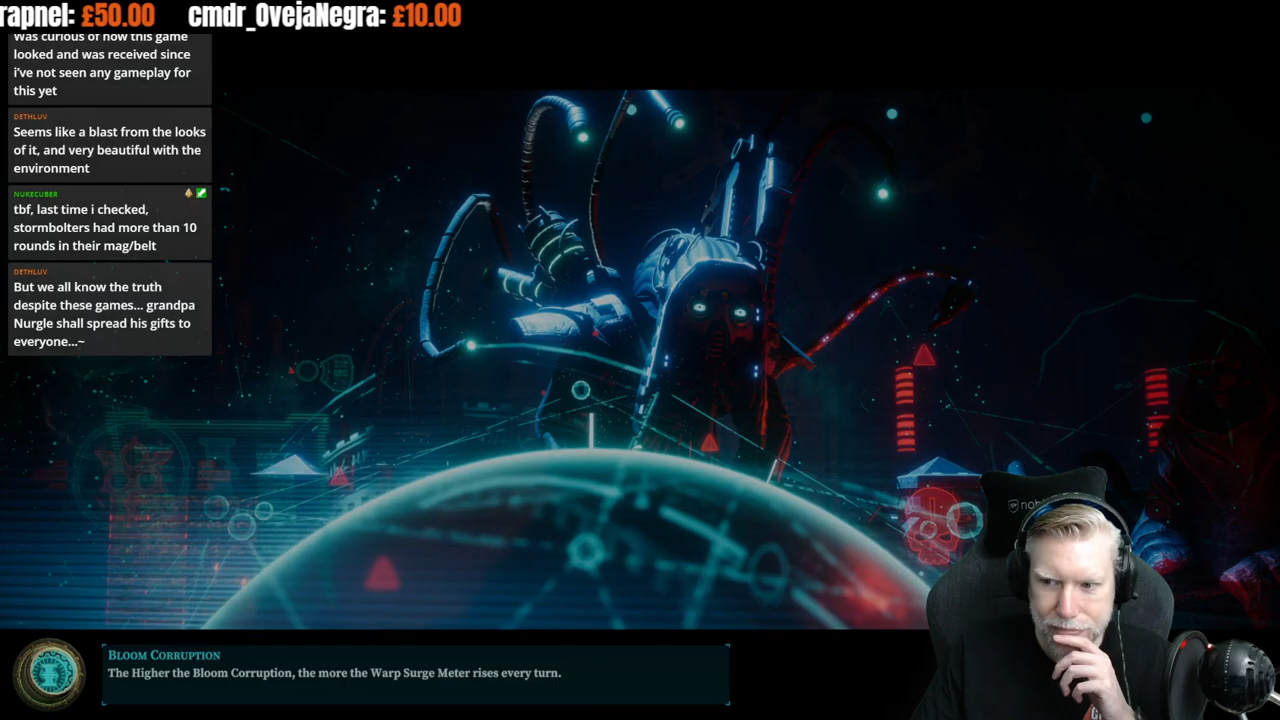 rapnel: £50.00 cmdr_OvejaNegra: £10.00
Was curious of how this game
looked and was received since
i've not seen any gameplay for
this yet
DETHLUV
Seems like a blast from the looks
of it, and very beautiful with the
environment
NUKECUBER
tbf, last time i checked,
stormbolters had more than 10
rounds in their mag/belt
DETHLUV
But we all know the truth
despite these games... grandpa
Nurgle shall spread his gifts to
everyone...~
nobl
BLOOM CORRUPTION
The Higher the Bloom Corruption, the more the Warp Surge Meter rises every turn.